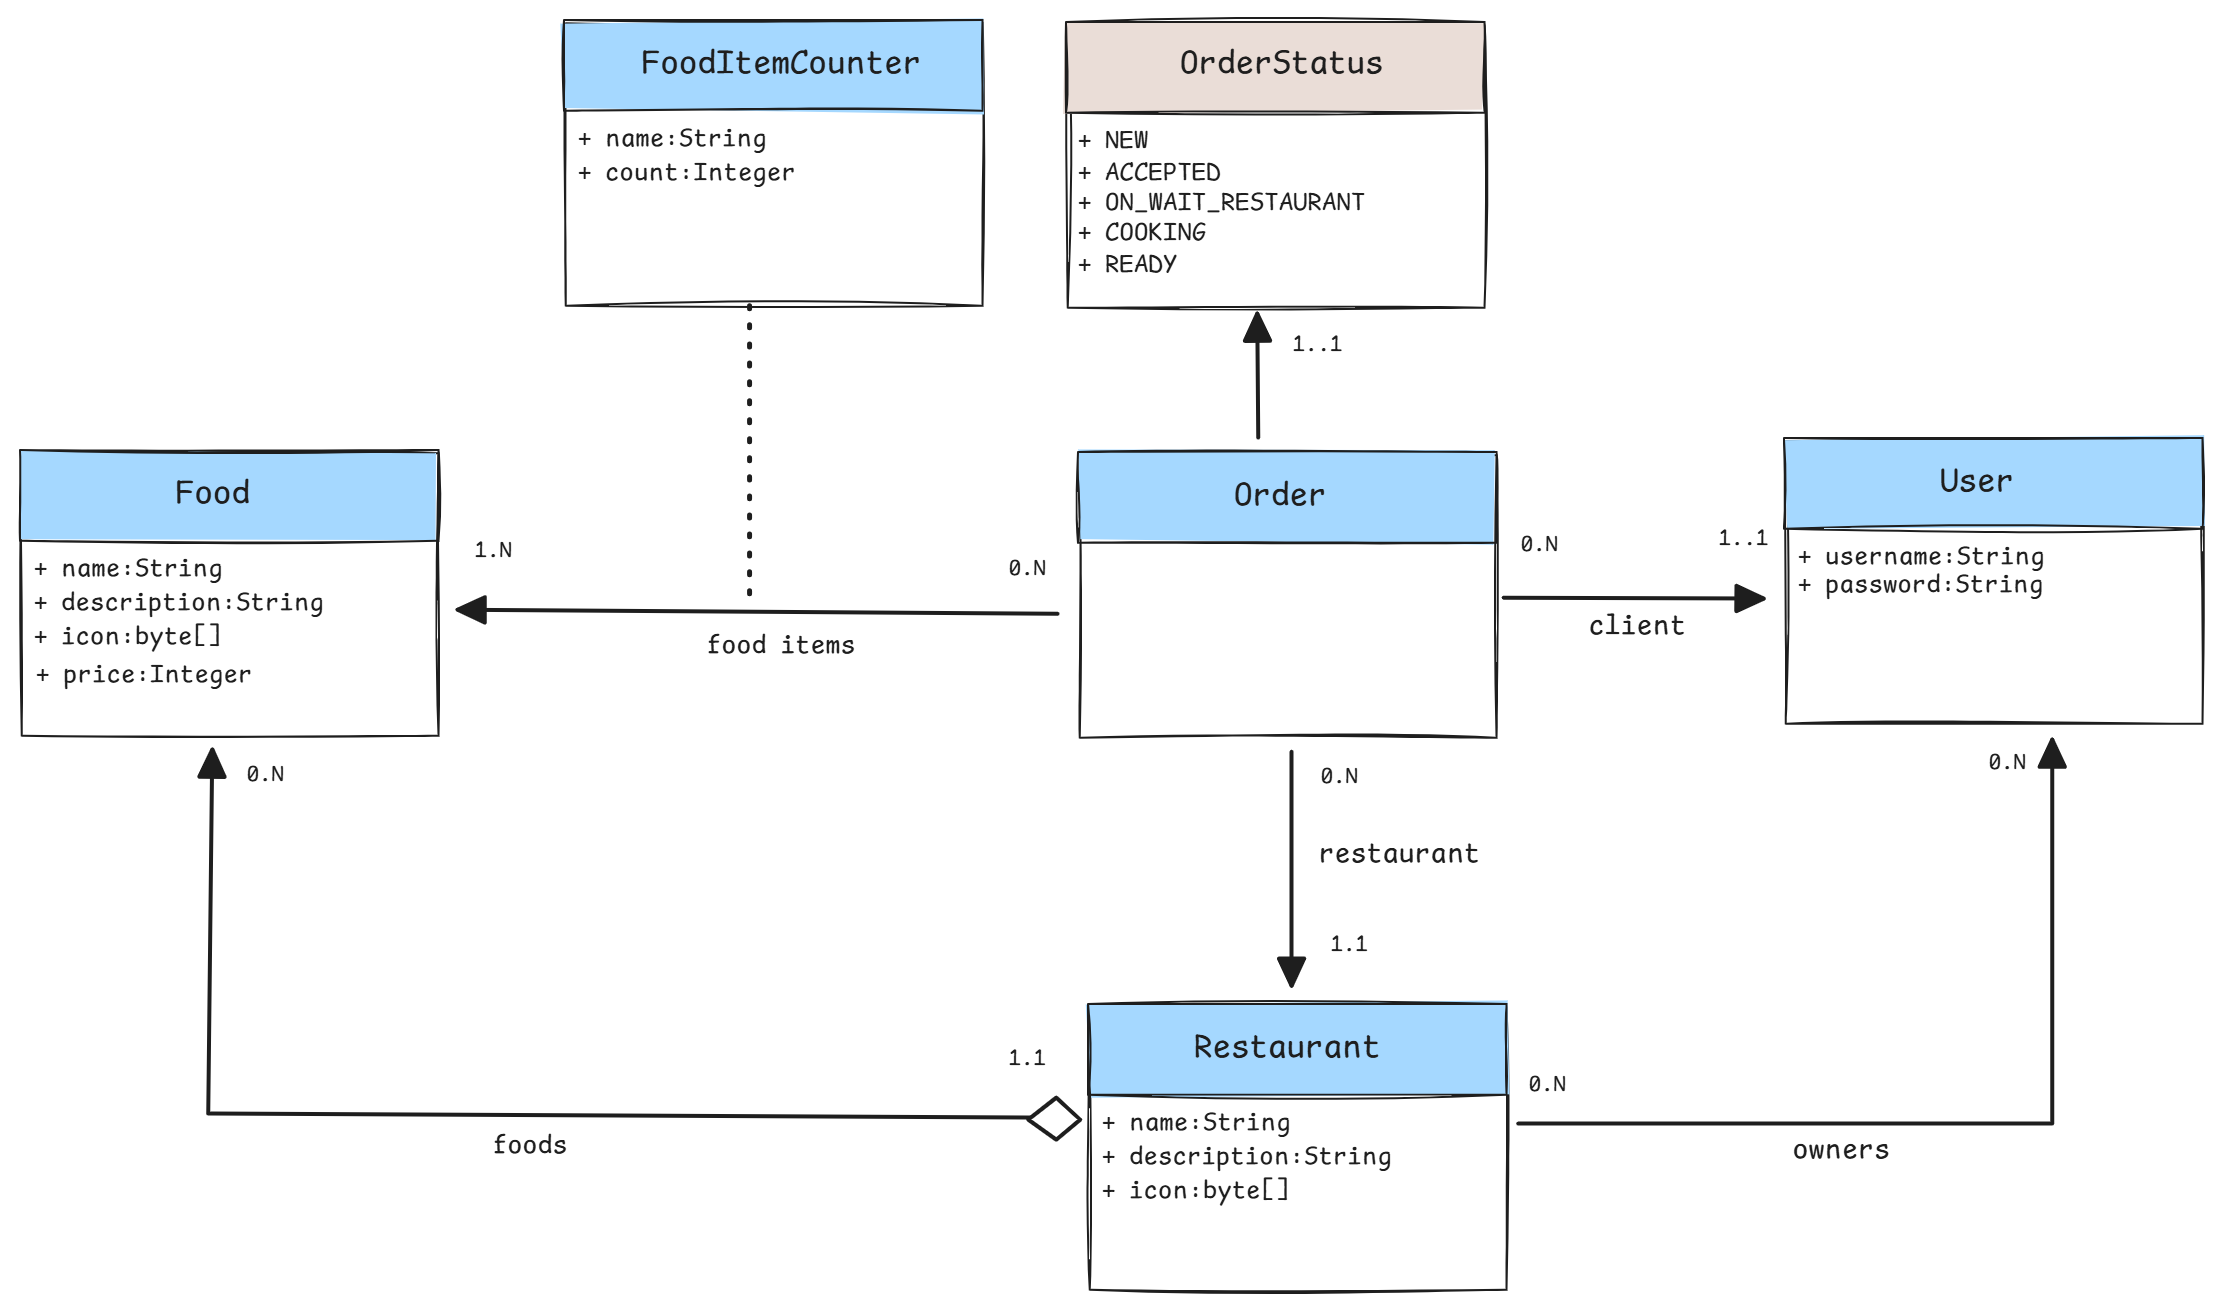 FoodItemCounter
+ name:String
+ count:Integer
OrderStatus
+ NEW
+ ACCEPTED
+ ON_WAIT_RESTAURANT
+ COOKING
+ READY
1..1
Food
+ name:String
+ description:String
+ icon:byte[]
+ price:Integer
1.N
0.N
food items
Order
0.N
1..1
client
User
+ username:String
+ password:String
0.N
0.N
restaurant
1.1
0.N
1.1
foods
Restaurant
+ name:String
+ description:String
+ icon:byte[]
0.N
owners